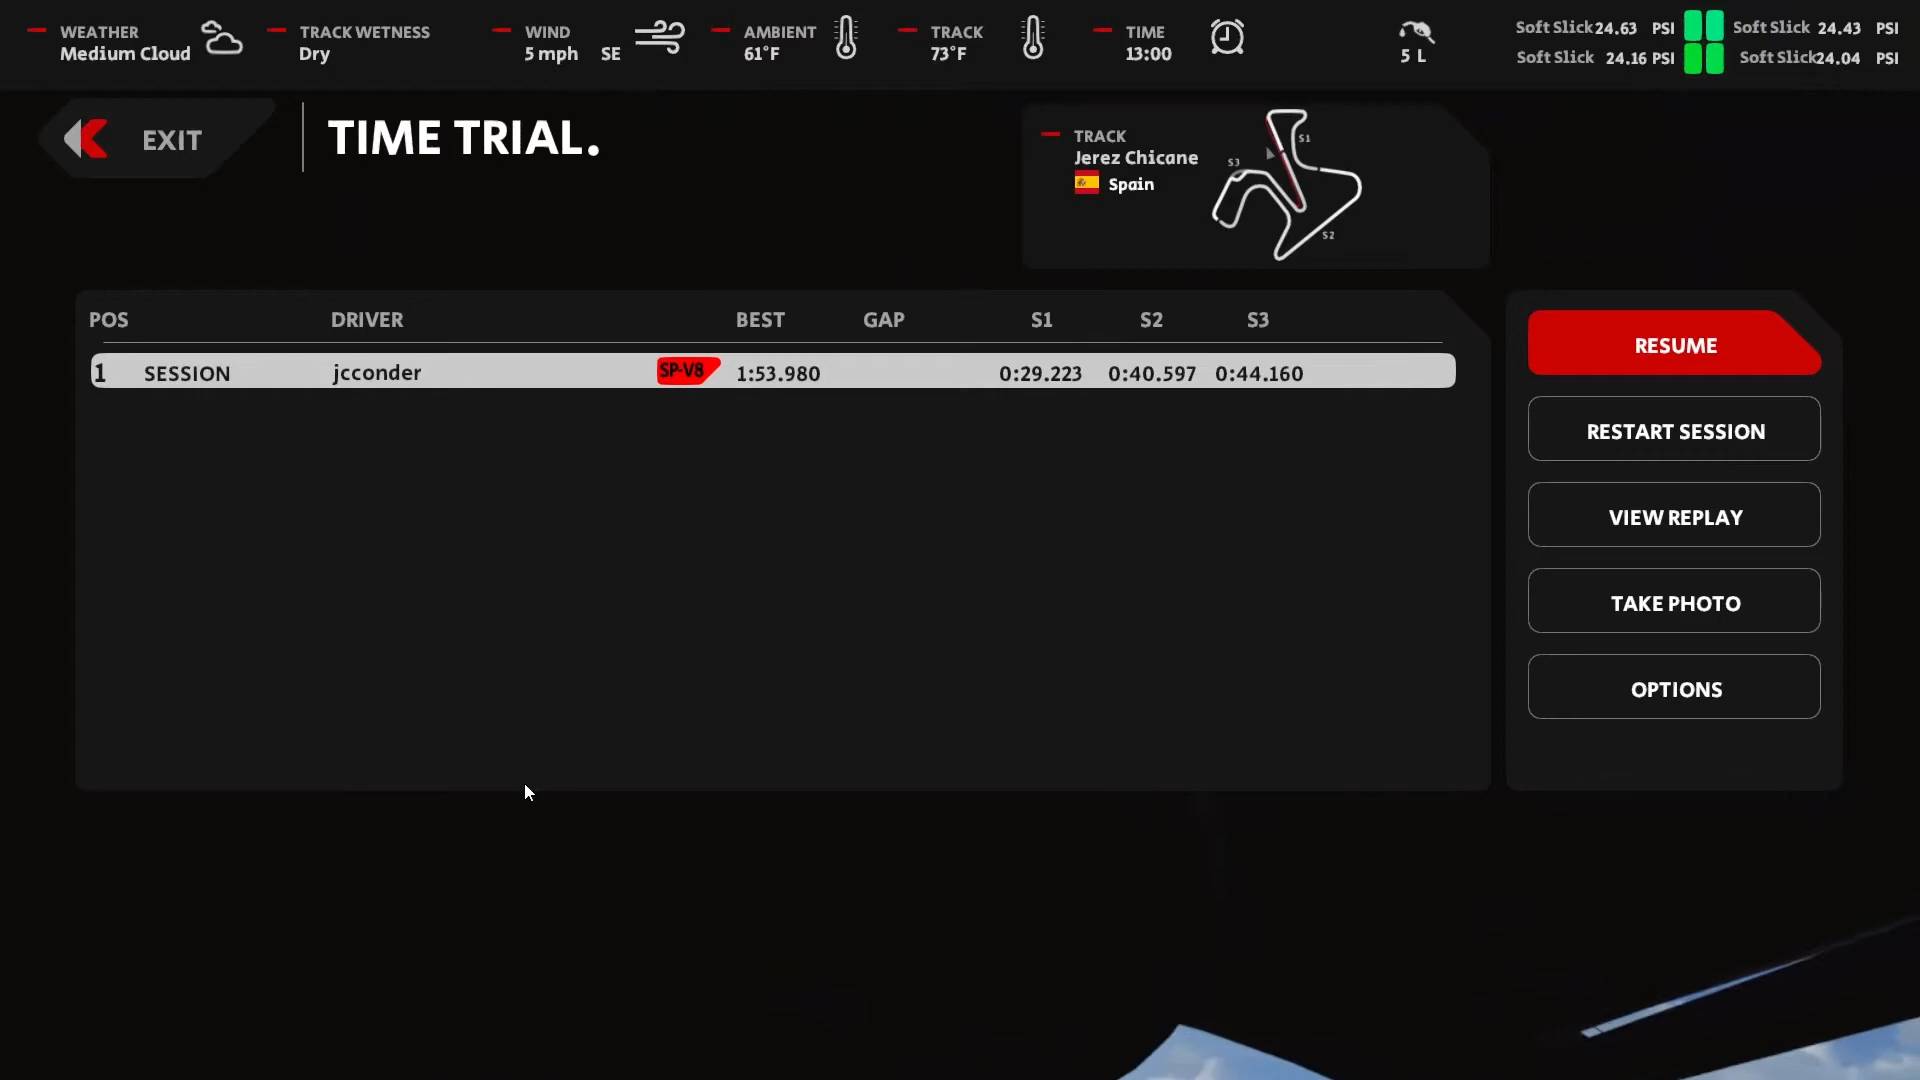 WEATHER
Medium Cloud
TRACK WETNESS
Dry
WIND
5 mph SE
AMBIENT
61°F
TRACK
73°F
TIME
13:00
5 L
Soft Slick 24.63 PSI
Soft Slick 24.43 PSI
Soft Slick 24.16 PSI
Soft Slick 24.04 PSI
EXIT
TIME TRIAL.
TRACK
Jerez Chicane
Spain
S1
S3
S2
POS DRIVER BEST GAP S1 S2 S3
1 SESSION jcconder SP-V8 1:53.980 0:29.223 0:40.597 0:44.160
RESUME
RESTART SESSION
VIEW REPLAY
TAKE PHOTO
OPTIONS